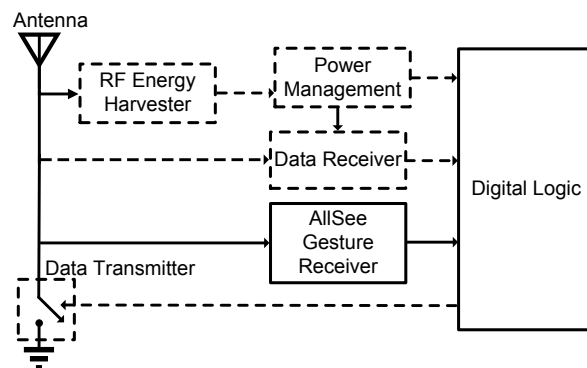 Antenna
RF Energy
Harvester
Power
Management
Data Receiver
Digital Logic
AllSee
Gesture
Receiver
Data Transmitter